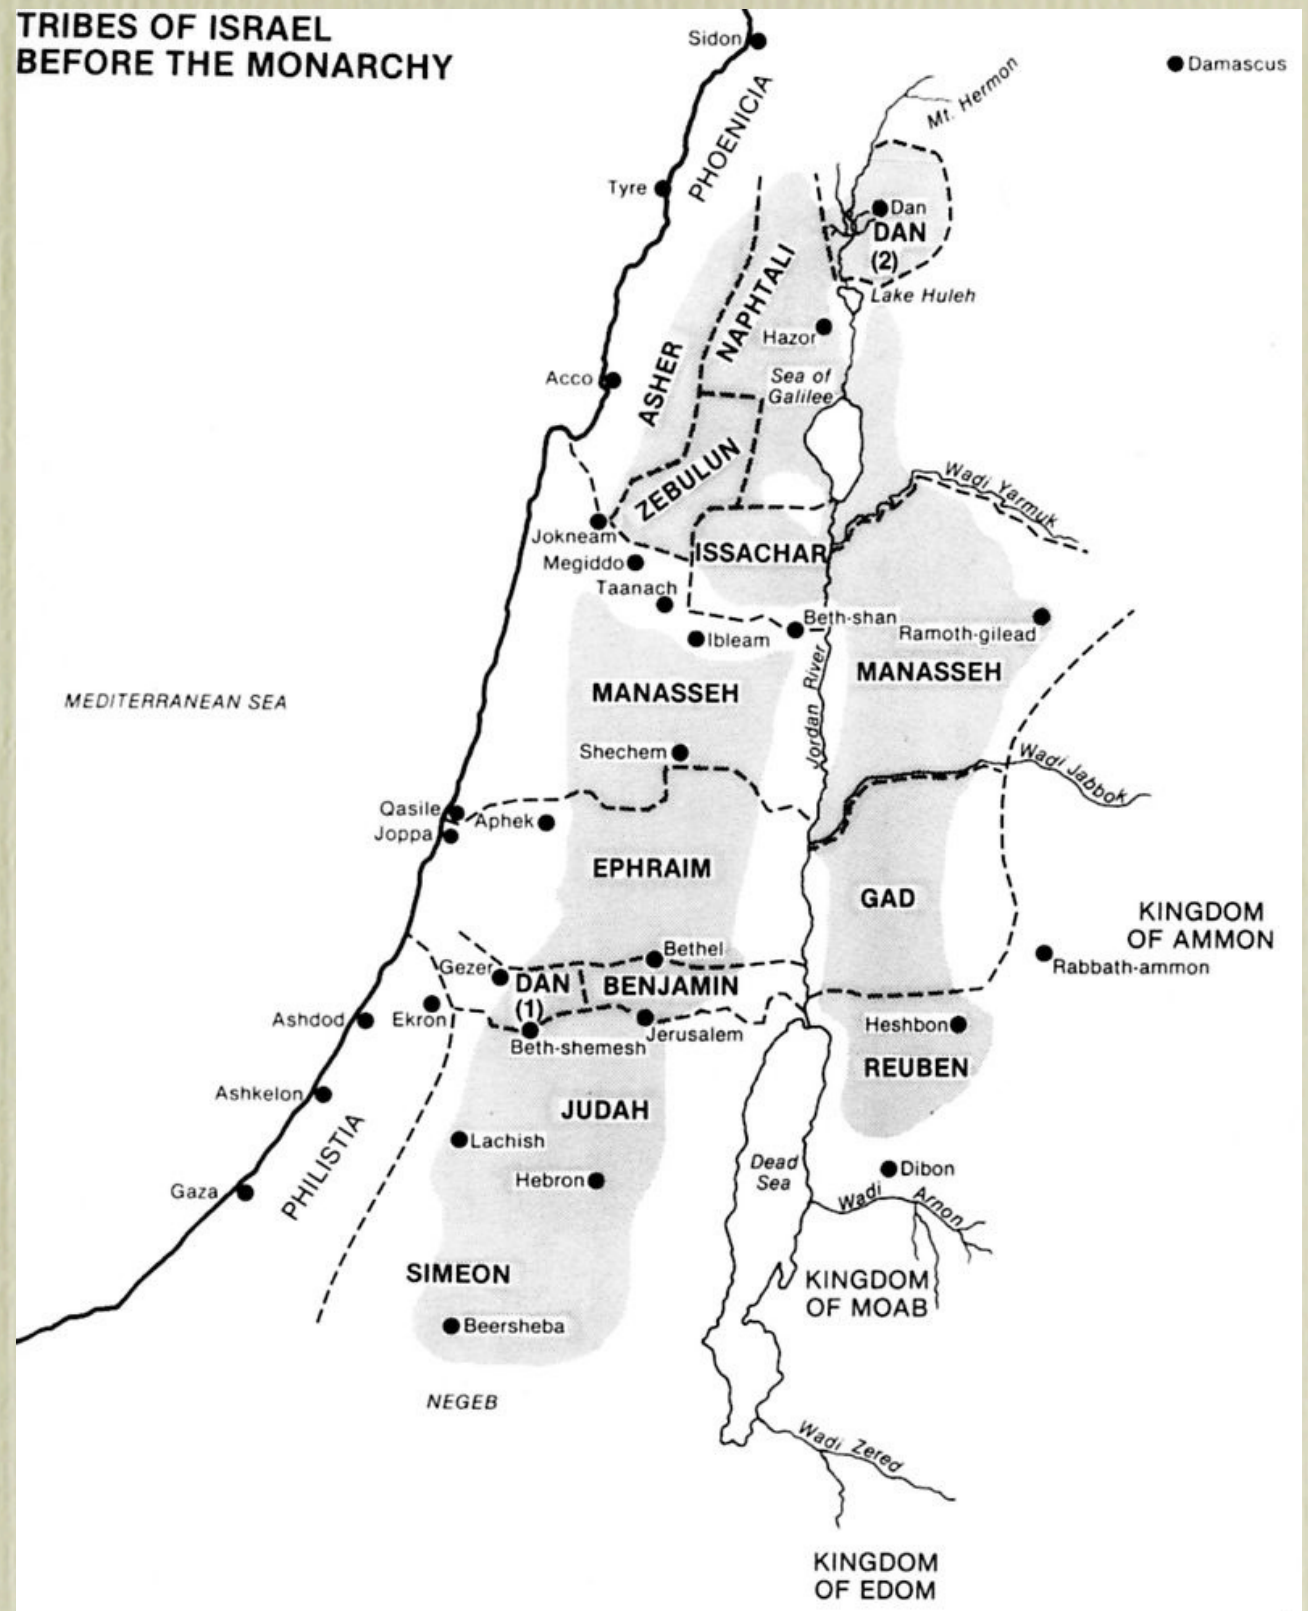 TRIBES OF ISRAEL
BEFORE THE MONARCHY
Sidon
Damascus
Mt. Hermon
PHOENICIA
Tyre
Dan
DAN
(2)
NAPHTALI
Lake Huleh
Hazor
ASHER
Acco
Sea of
Galilee
ZEBULUN
Wadi Yarmuk
Jokneam
ISSACHAR
Megiddo
Taanach
Beth-shan
Ramoth-gilead
Ibleam
MANASSEH
MANASSEH
MEDITERRANEAN SEA
Jordan River
Shechem
Wadi Jabbok
Qasile
Aphek
Joppa
EPHRAIM
GAD
KINGDOM
OF AMMON
Bethel
Gezer
Rabbath-ammon
DAN
(1)
BENJAMIN
Ashdod
Ekron
Heshbon
Jerusalem
Beth-shemesh
REUBEN
Ashkelon
JUDAH
PHILISTIA
Lachish
Dead
Sea
Dibon
Hebron
Gaza
Wadi Arnon
SIMEON
KINGDOM
OF MOAB
Beersheba
NEGEB
Wadi Zered
KINGDOM
OF EDOM